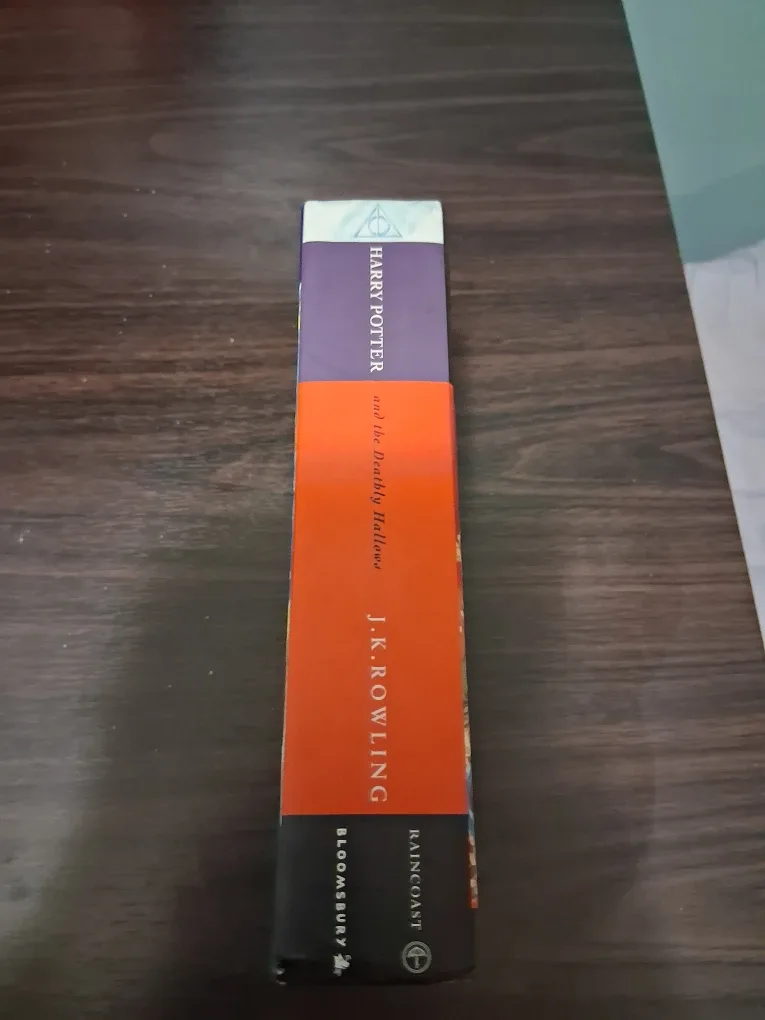 HARRY POTTER
and the Deathly Hallows
J.K.ROWLING
RAINCOAST
BLOOMSBURY